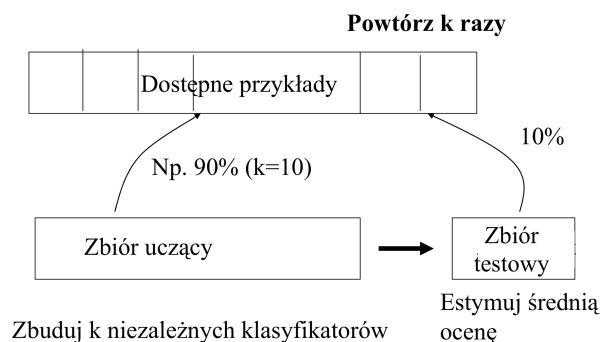 Powtórz k razy
Dostępne przykłady
10%
Np. 90% (k=10)
Zbiór uczący
Zbiór
testowy
Estymuj średnią
ocenę
Zbuduj k niezależnych klasyfikatorów